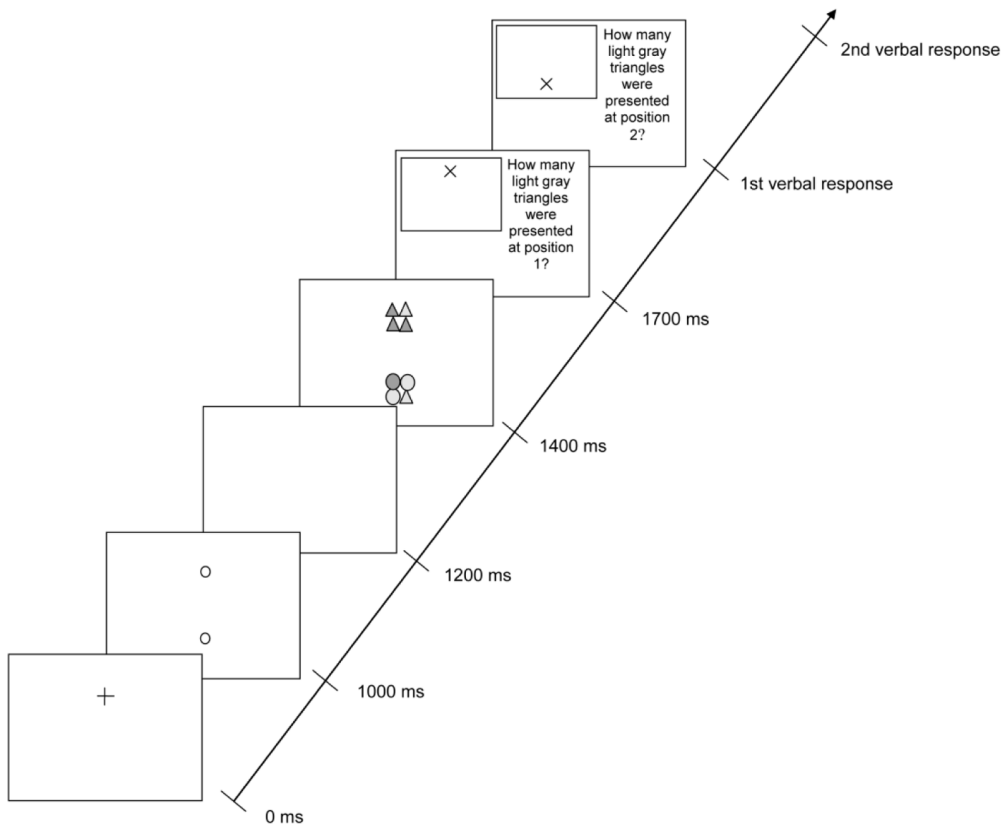 How many
light gray
triangles
were
presented
at position
2?
2nd verbal response
How many
light gray
triangles
were
presented
at position
1?
1st verbal response
1700 ms
1400 ms
1200 ms
1000 ms
0 ms